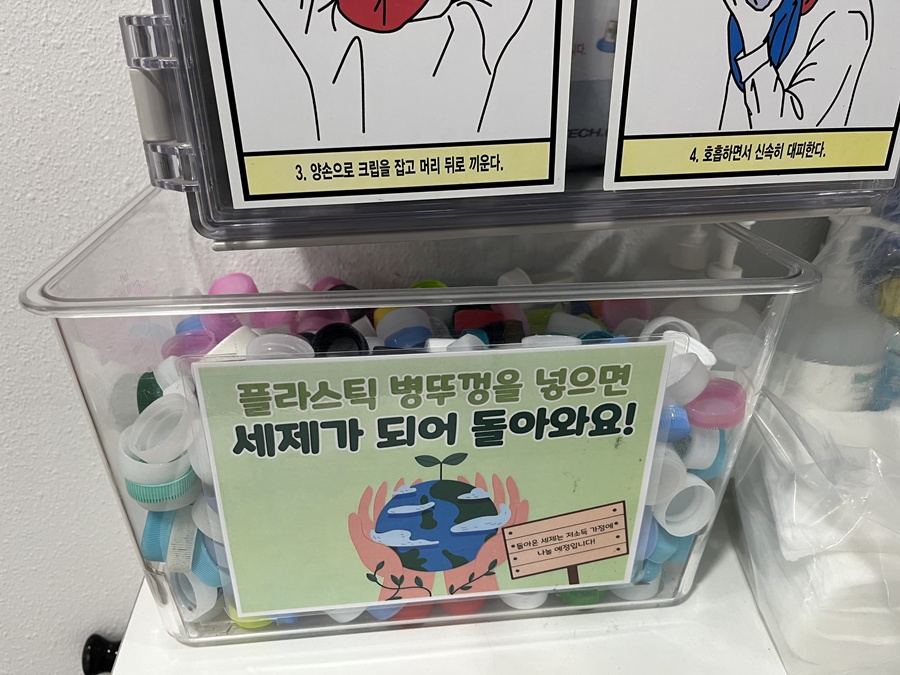 3. 양손으로 크립을 잡고 머리 뒤로 끼운다.
4. 호흡하면서 신속히 대피한다.
TECH.
플라스틱 병뚜껑을 넣으면
세제가 되어 돌아와요!
돌아온 세제는 저소득 가정에
나눌 예정입니다!